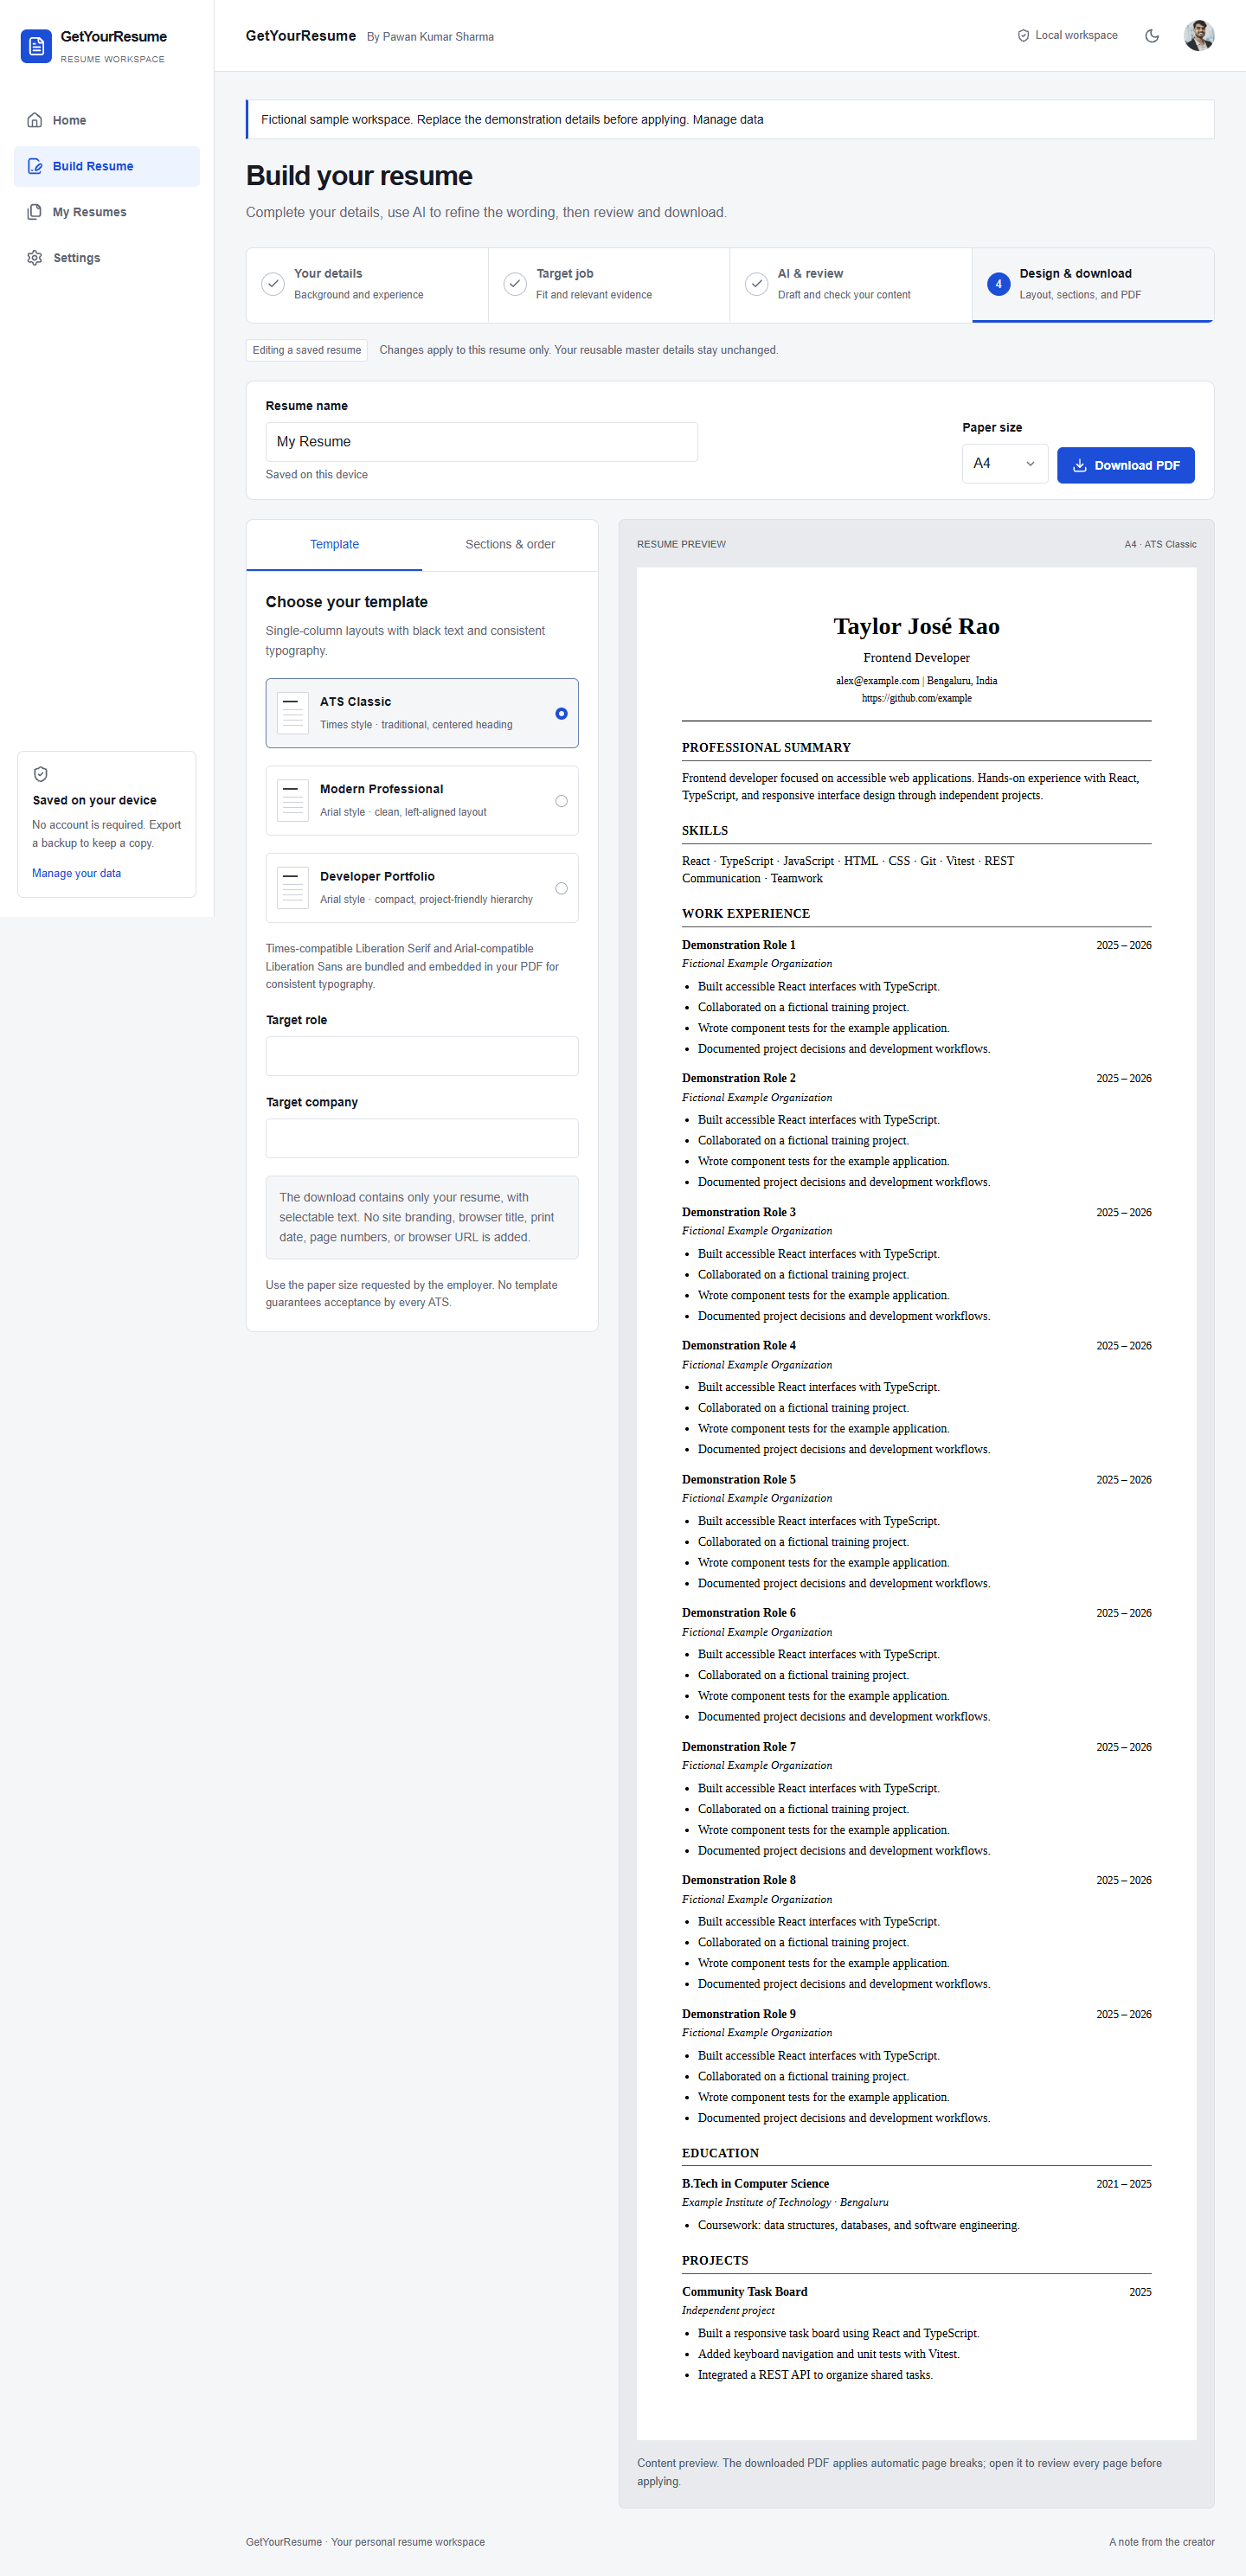 GetYourResume
RESUME WORKSPACE
Home
Build Resume
My Resumes
Settings
Saved on your device
No account is required. Export
a backup to keep a copy.
Manage your data
GetYourResume By Pawan Kumar Sharma
Local workspace
Fictional sample workspace. Replace the demonstration details before applying. Manage data
Build your resume
Complete your details, use AI to refine the wording, then review and download.
Your details
Background and experience
Target job
Fit and relevant evidence
AI & review
Draft and check your content
4
Design & download
Layout, sections, and PDF
Editing a saved resume
Changes apply to this resume only. Your reusable master details stay unchanged.
Resume name
My Resume
Saved on this device
Paper size
A4
Download PDF
Template
Sections & order
Choose your template
Single-column layouts with black text and consistent
typography.
ATS Classic
Times style · traditional, centered heading
Modern Professional
Arial style · clean, left-aligned layout
Developer Portfolio
Arial style · compact, project-friendly hierarchy
Times-compatible Liberation Serif and Arial-compatible
Liberation Sans are bundled and embedded in your PDF for
consistent typography.
Target role
Target company
The download contains only your resume, with
selectable text. No site branding, browser title, print
date, page numbers, or browser URL is added.
Use the paper size requested by the employer. No template
guarantees acceptance by every ATS.
RESUME PREVIEW
A4 · ATS Classic
Taylor José Rao
Frontend Developer
alex@example.com | Bengaluru, India
https://github.com/example
PROFESSIONAL SUMMARY
Frontend developer focused on accessible web applications. Hands-on experience with React,
TypeScript, and responsive interface design through independent projects.
SKILLS
React · TypeScript · JavaScript · HTML · CSS · Git · Vitest · REST
Communication · Teamwork
WORK EXPERIENCE
Demonstration Role 1 2025 – 2026
Fictional Example Organization
• Built accessible React interfaces with TypeScript.
• Collaborated on a fictional training project.
• Wrote component tests for the example application.
• Documented project decisions and development workflows.
Demonstration Role 2 2025 – 2026
Fictional Example Organization
• Built accessible React interfaces with TypeScript.
• Collaborated on a fictional training project.
• Wrote component tests for the example application.
• Documented project decisions and development workflows.
Demonstration Role 3 2025 – 2026
Fictional Example Organization
• Built accessible React interfaces with TypeScript.
• Collaborated on a fictional training project.
• Wrote component tests for the example application.
• Documented project decisions and development workflows.
Demonstration Role 4 2025 – 2026
Fictional Example Organization
• Built accessible React interfaces with TypeScript.
• Collaborated on a fictional training project.
• Wrote component tests for the example application.
• Documented project decisions and development workflows.
Demonstration Role 5 2025 – 2026
Fictional Example Organization
• Built accessible React interfaces with TypeScript.
• Collaborated on a fictional training project.
• Wrote component tests for the example application.
• Documented project decisions and development workflows.
Demonstration Role 6 2025 – 2026
Fictional Example Organization
• Built accessible React interfaces with TypeScript.
• Collaborated on a fictional training project.
• Wrote component tests for the example application.
• Documented project decisions and development workflows.
Demonstration Role 7 2025 – 2026
Fictional Example Organization
• Built accessible React interfaces with TypeScript.
• Collaborated on a fictional training project.
• Wrote component tests for the example application.
• Documented project decisions and development workflows.
Demonstration Role 8 2025 – 2026
Fictional Example Organization
• Built accessible React interfaces with TypeScript.
• Collaborated on a fictional training project.
• Wrote component tests for the example application.
• Documented project decisions and development workflows.
Demonstration Role 9 2025 – 2026
Fictional Example Organization
• Built accessible React interfaces with TypeScript.
• Collaborated on a fictional training project.
• Wrote component tests for the example application.
• Documented project decisions and development workflows.
EDUCATION
B.Tech in Computer Science 2021 – 2025
Example Institute of Technology · Bengaluru
• Coursework: data structures, databases, and software engineering.
PROJECTS
Community Task Board 2025
Independent project
• Built a responsive task board using React and TypeScript.
• Added keyboard navigation and unit tests with Vitest.
• Integrated a REST API to organize shared tasks.
Content preview. The downloaded PDF applies automatic page breaks; open it to review every page before
applying.
GetYourResume · Your personal resume workspace
A note from the creator